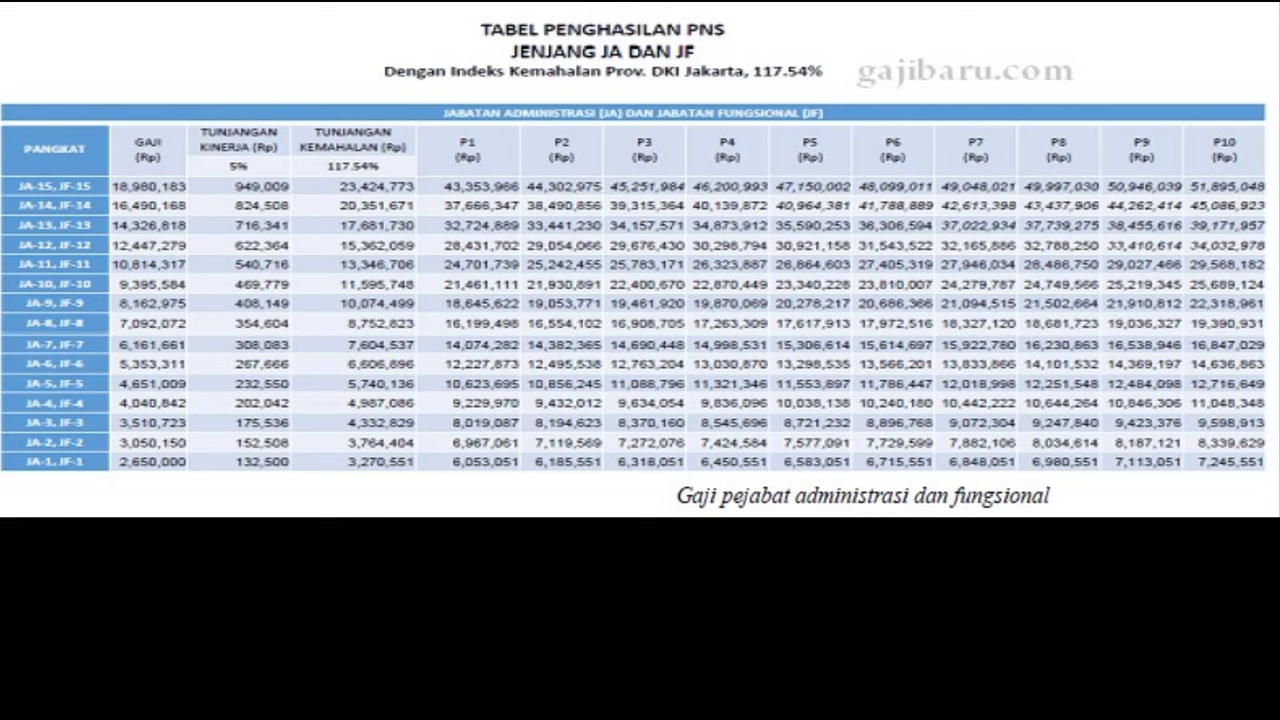 TABEL PENGHASILAN PNS
JENJANG JA DAN JF
Dengan Indeks Kemahalan Prov. DKI Jakarta, 117.54%
gajibaru.com
JABATAN ADMINISTRASI (JA) DAN JABATAN FUNGSIONAL (JF)
PANGKAT GAJI (Rp) TUNJANGAN KINERJA (Rp) TUNJANGAN KEMAHALAN (Rp) P1 (Rp) P2 (Rp) P3 (Rp) P4 (Rp) P5 (Rp) P6 (Rp) P7 (Rp) P8 (Rp) P9 (Rp) P10 (Rp)
5% 117.54%
JA-15, JF-15 18,980,183 949,009 23,424,773 43,353,966 44,302,975 45,251,984 46,200,993 47,150,002 48,099,011 49,048,021 49,997,030 50,946,039 51,895,048
JA-14, JF-14 16,490,168 824,508 20,351,671 37,666,347 38,490,856 39,315,364 40,139,872 40,964,381 41,788,889 42,613,398 43,437,906 44,262,414 45,086,923
JA-13, JF-13 14,326,818 716,341 17,681,730 32,724,889 33,441,230 34,157,571 34,873,912 35,590,253 36,306,594 37,022,934 37,739,275 38,455,616 39,171,957
JA-12, JF-12 12,447,279 622,364 15,362,059 28,431,702 29,054,066 29,676,430 30,298,794 30,921,158 31,543,522 32,165,886 32,788,250 33,410,614 34,032,978
JA-11, JF-11 10,814,317 540,716 13,346,706 24,701,739 25,242,455 25,783,171 26,323,887 26,864,603 27,405,319 27,946,034 28,486,750 29,027,466 29,568,182
JA-10, JF-10 9,395,584 469,779 11,595,748 21,461,111 21,930,891 22,400,670 22,870,449 23,340,228 23,810,007 24,279,787 24,749,566 25,219,345 25,689,124
JA-9, JF-9 8,162,975 408,149 10,074,499 18,645,622 19,053,771 19,461,920 19,870,069 20,278,217 20,686,366 21,094,515 21,502,664 21,910,812 22,318,961
JA-8, JF-8 7,092,072 354,604 8,752,823 16,199,498 16,554,102 16,908,705 17,263,309 17,617,913 17,972,516 18,327,120 18,681,723 19,036,327 19,390,931
JA-7, JF-7 6,161,661 308,083 7,604,537 14,074,282 14,382,365 14,690,448 14,998,531 15,306,614 15,614,697 15,922,780 16,230,863 16,538,946 16,847,029
JA-6, JF-6 5,353,311 267,666 6,606,896 12,227,873 12,495,538 12,763,204 13,030,870 13,298,535 13,566,201 13,833,866 14,101,532 14,369,197 14,636,863
JA-5, JF-5 4,651,009 232,550 5,740,136 10,623,695 10,856,245 11,088,796 11,321,346 11,553,897 11,786,447 12,018,998 12,251,548 12,484,098 12,716,649
JA-4, JF-4 4,040,842 202,042 4,987,086 9,229,970 9,432,012 9,634,054 9,836,096 10,038,138 10,240,180 10,442,222 10,644,264 10,846,306 11,048,348
JA-3, JF-3 3,510,723 175,536 4,332,829 8,019,087 8,194,623 8,370,160 8,545,696 8,721,232 8,896,768 9,072,304 9,247,840 9,423,376 9,598,913
JA-2, JF-2 3,050,150 152,508 3,764,404 6,967,061 7,119,569 7,272,076 7,424,584 7,577,091 7,729,599 7,882,106 8,034,614 8,187,121 8,339,629
JA-1, JF-1 2,650,000 132,500 3,270,551 6,053,051 6,185,551 6,318,051 6,450,551 6,583,051 6,715,551 6,848,051 6,980,551 7,113,051 7,245,551
Gaji pejabat administrasi dan fungsional